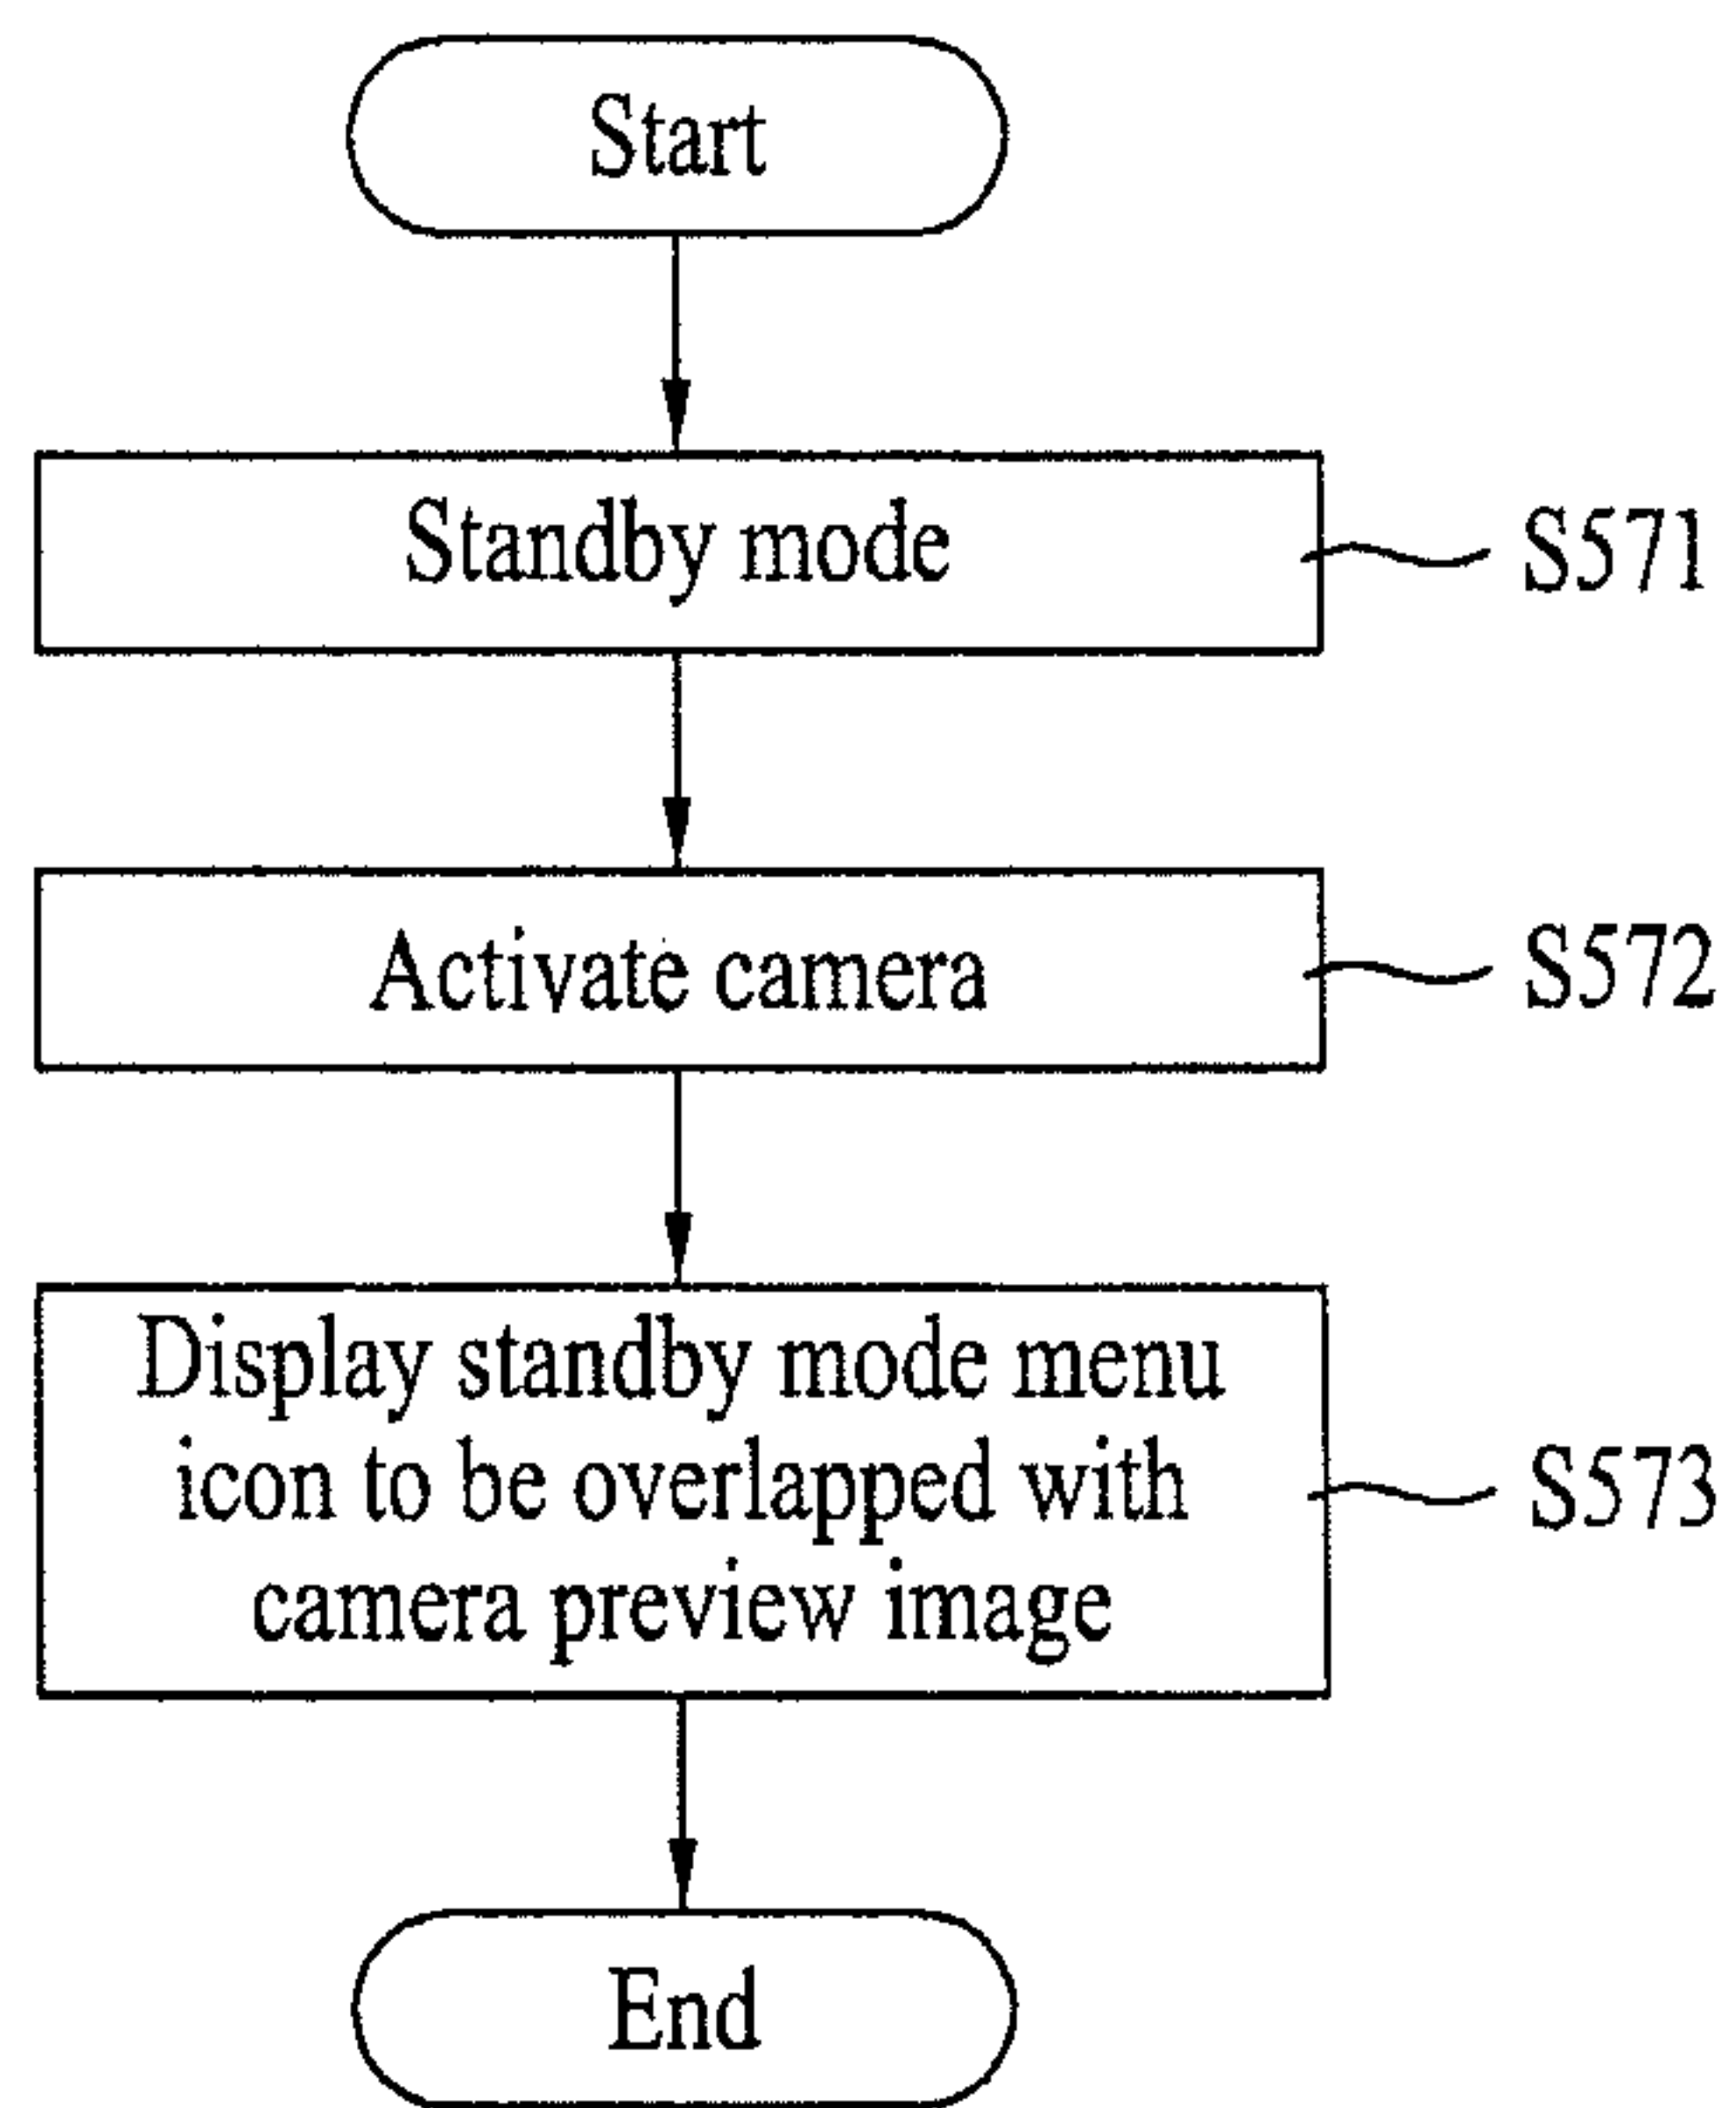 Start
Standby mode
S571
Activate camera
S572
Display standby mode menu
icon to be overlapped with
camera preview image
S573
End